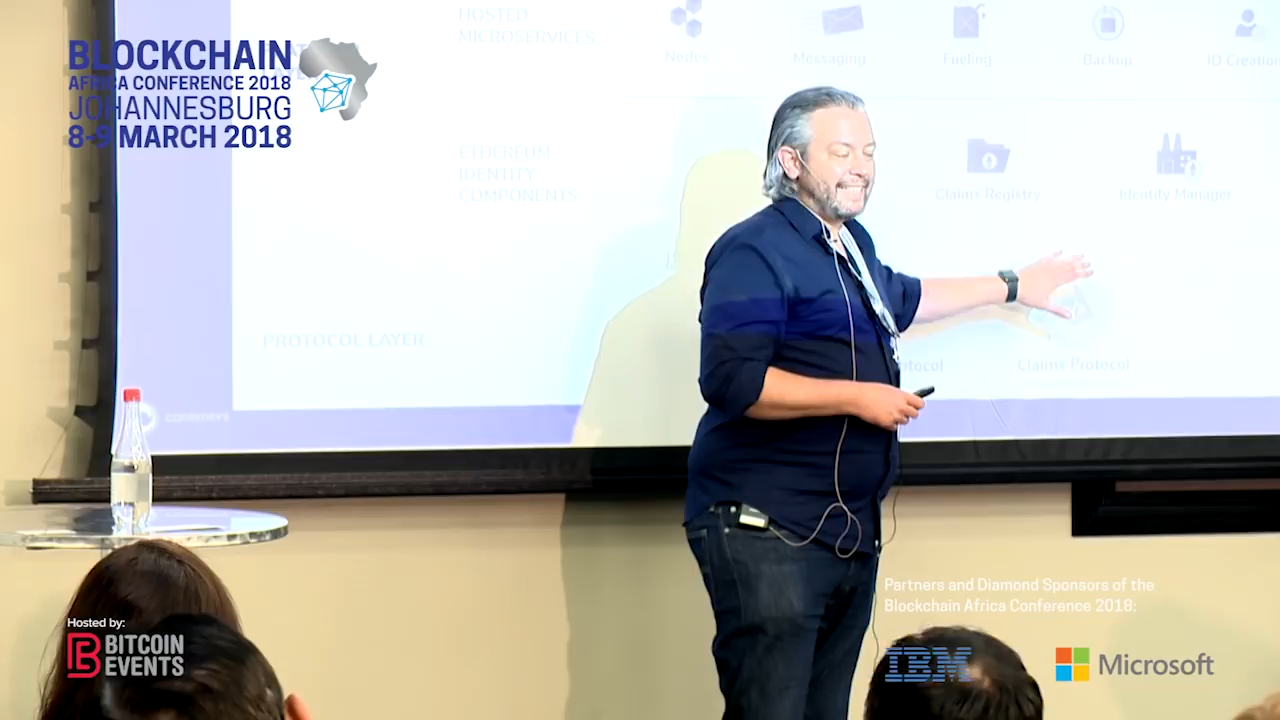 BLOCKCHAIN
AFRICA CONFERENCE 2018
JOHANNESBURG
8-9 MARCH 2018
HOSTED
MICROSERVICES
Nodes
Messaging
Fueling
Backup
ID Creation
ETHEREUM
IDENTITY
COMPONENTS
Claims Registry
Identity Manager
PROTOCOL LAYER
Claims Protocol
consensys
Hosted by:
BITCOIN
EVENTS
Partners and Diamond Sponsors of the
Blockchain Africa Conference 2018:
IBM
Microsoft